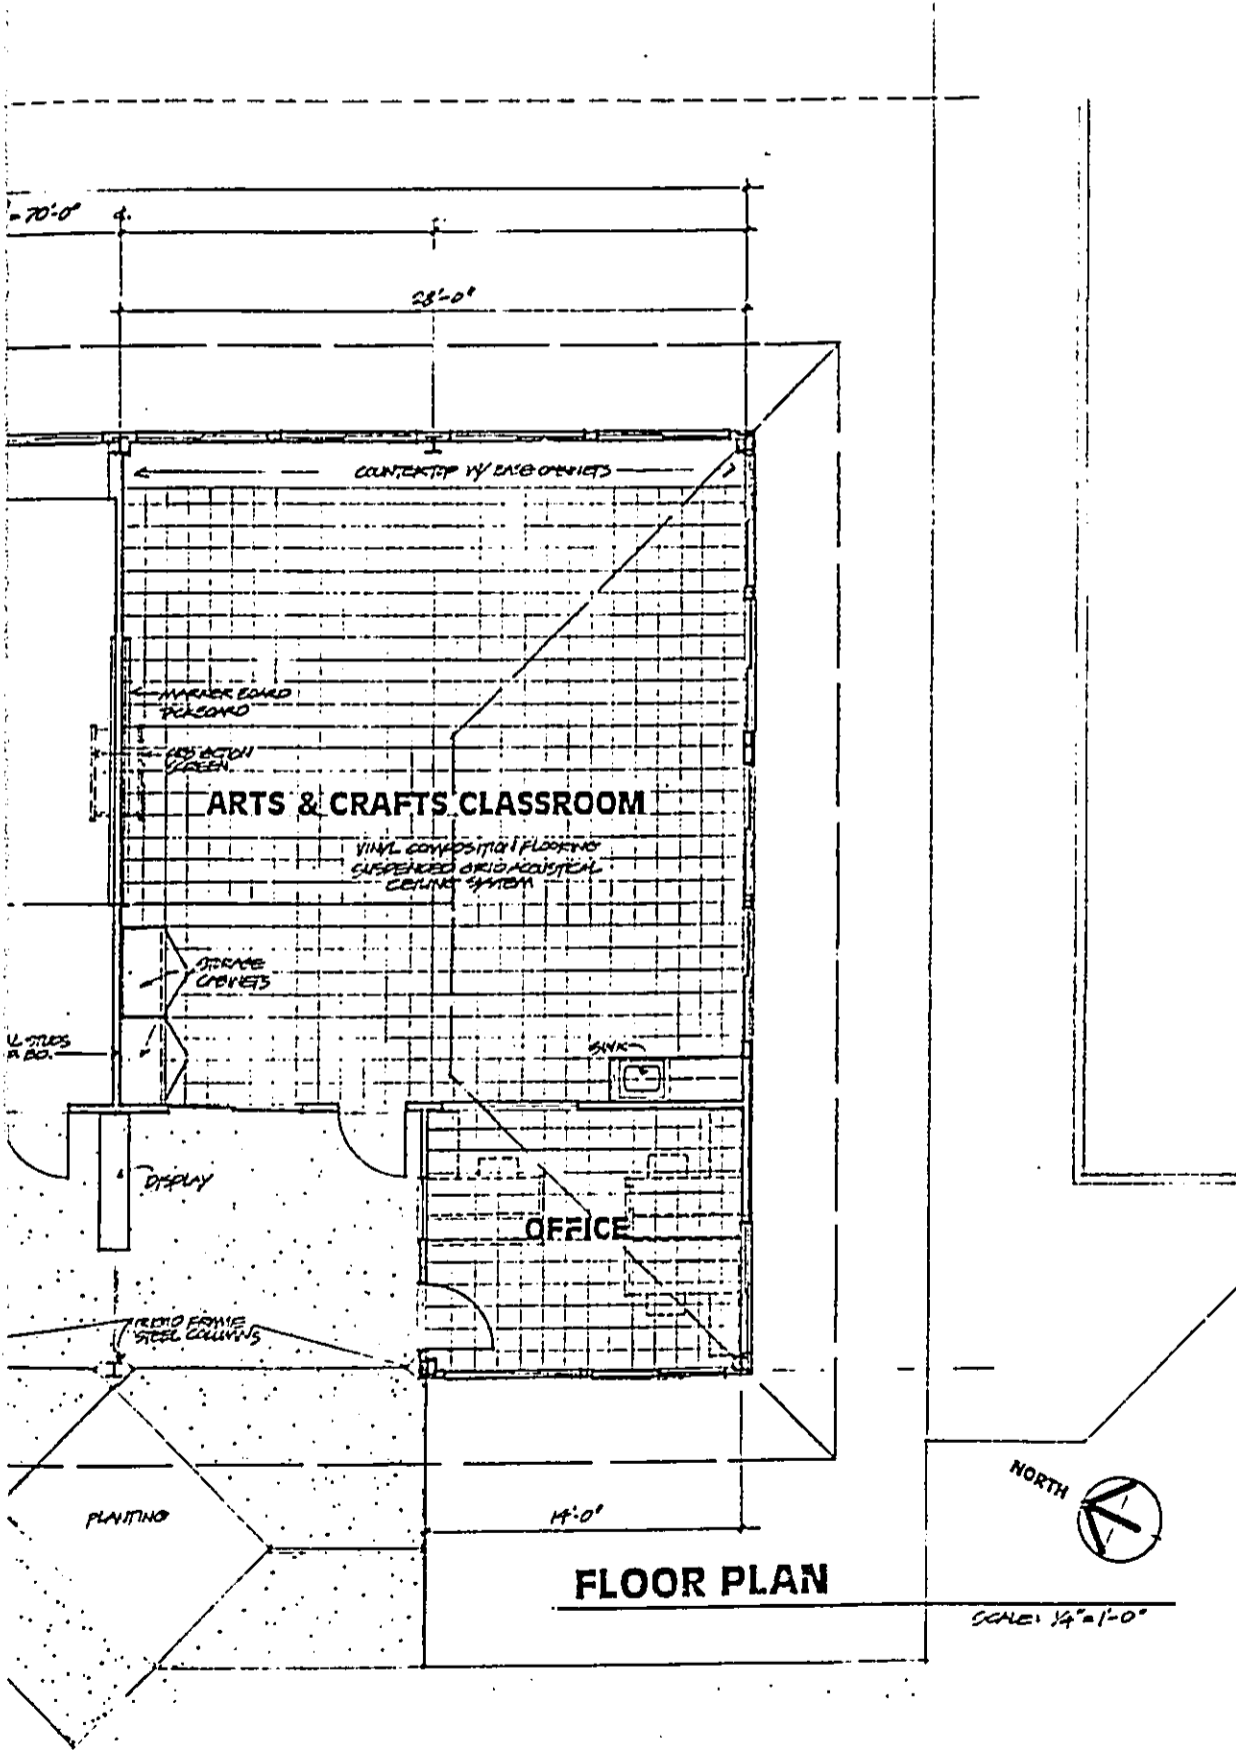 = 70'-0"
28'-0"
COUNTERTOP W/ BASE CABINETS
MARKER BOARD
PROJECTION
SCREEN
ARTS & CRAFTS CLASSROOM
VINYL COMPOSITION FLOORING
SUSPENDED GRID ACOUSTICAL
CEILING SYSTEM
STORAGE
CABINETS
STUDS
BD.
SINK
DISPLAY
OFFICE
FRAME
STEEL COLUMNS
PLANTING
14'-0"
NORTH
FLOOR PLAN
SCALE: 1/4" = 1'-0"